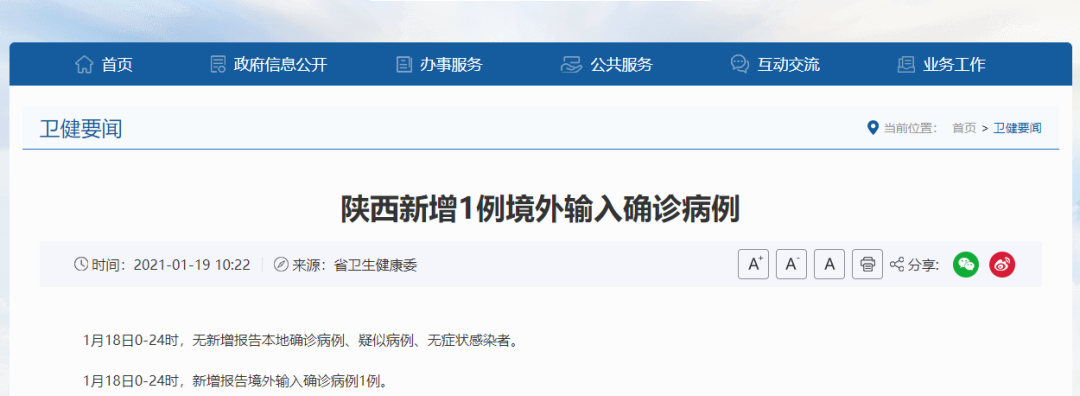 首页 政府信息公开 办事服务 公共服务 互动交流 业务工作
卫健要闻 当前位置： 首页 > 卫健要闻
陕西新增1例境外输入确诊病例
时间：2021-01-19 10:22 来源：省卫生健康委 A+ A- A 分享:
1月18日0-24时，无新增报告本地确诊病例、疑似病例、无症状感染者。
1月18日0-24时，新增报告境外输入确诊病例1例。